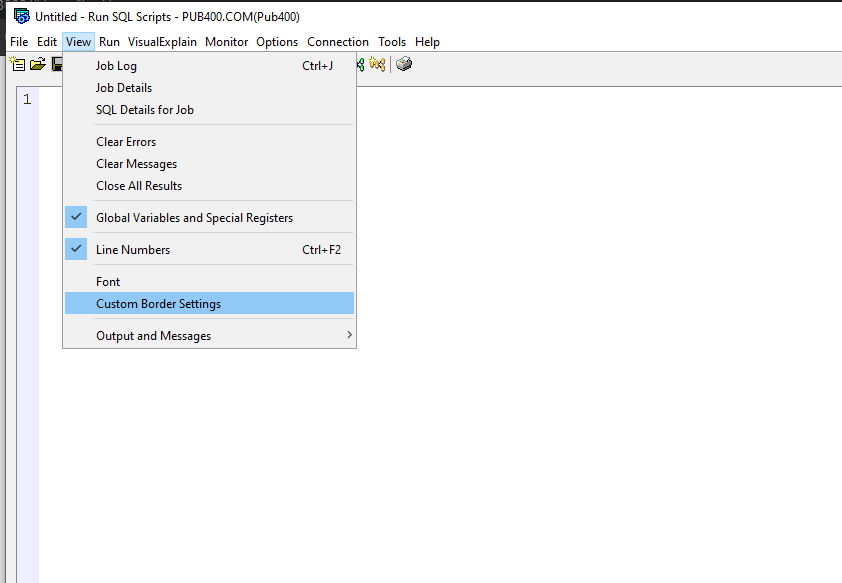 Untitled - Run SQL Scripts - PUB400.COM(Pub400)
File Edit View Run VisualExplain Monitor Options Connection Tools Help
Job Log Ctrl+J
Job Details
SQL Details for Job
Clear Errors
Clear Messages
Close All Results
Global Variables and Special Registers
Line Numbers Ctrl+F2
Font
Custom Border Settings
Output and Messages
1